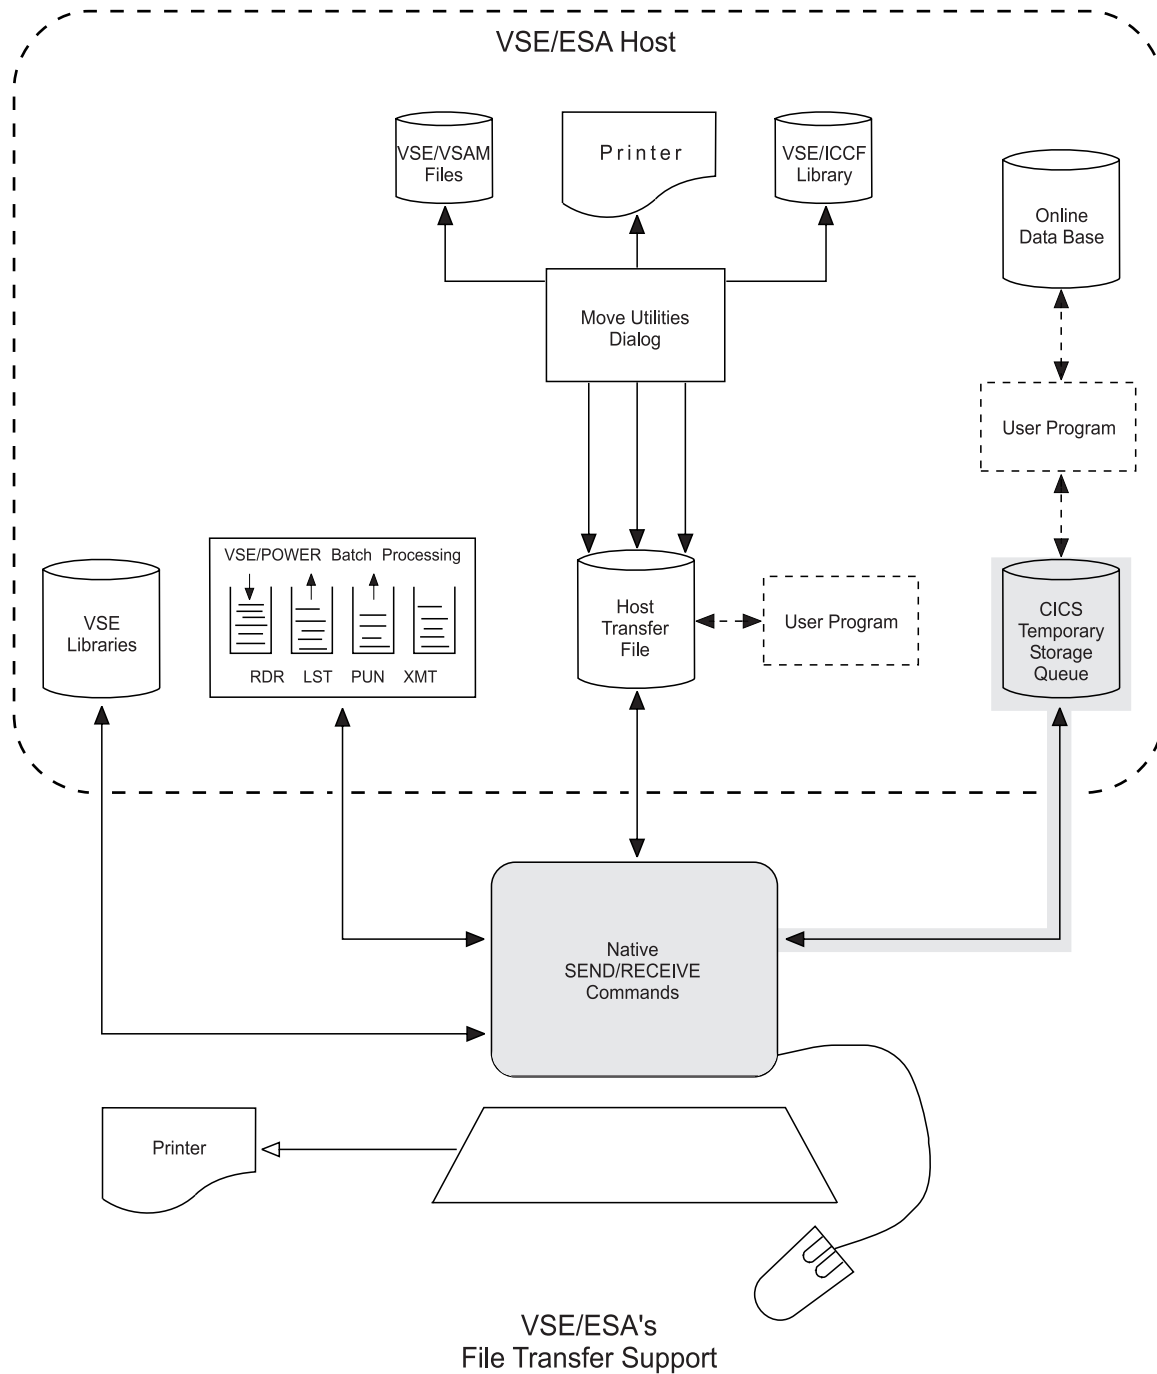 VSE/ESA Host
VSE/VSAM
Files
Printer
VSE/ICCF
Library
Online
Data Base
Move Utilities
Dialog
User Program
VSE/POWER Batch Processing
RDR LST PUN XMT
VSE
Libraries
Host
Transfer
File
User Program
CICS
Temporary
Storage
Queue
Native
SEND/RECEIVE
Commands
Printer
VSE/ESA's
File Transfer Support